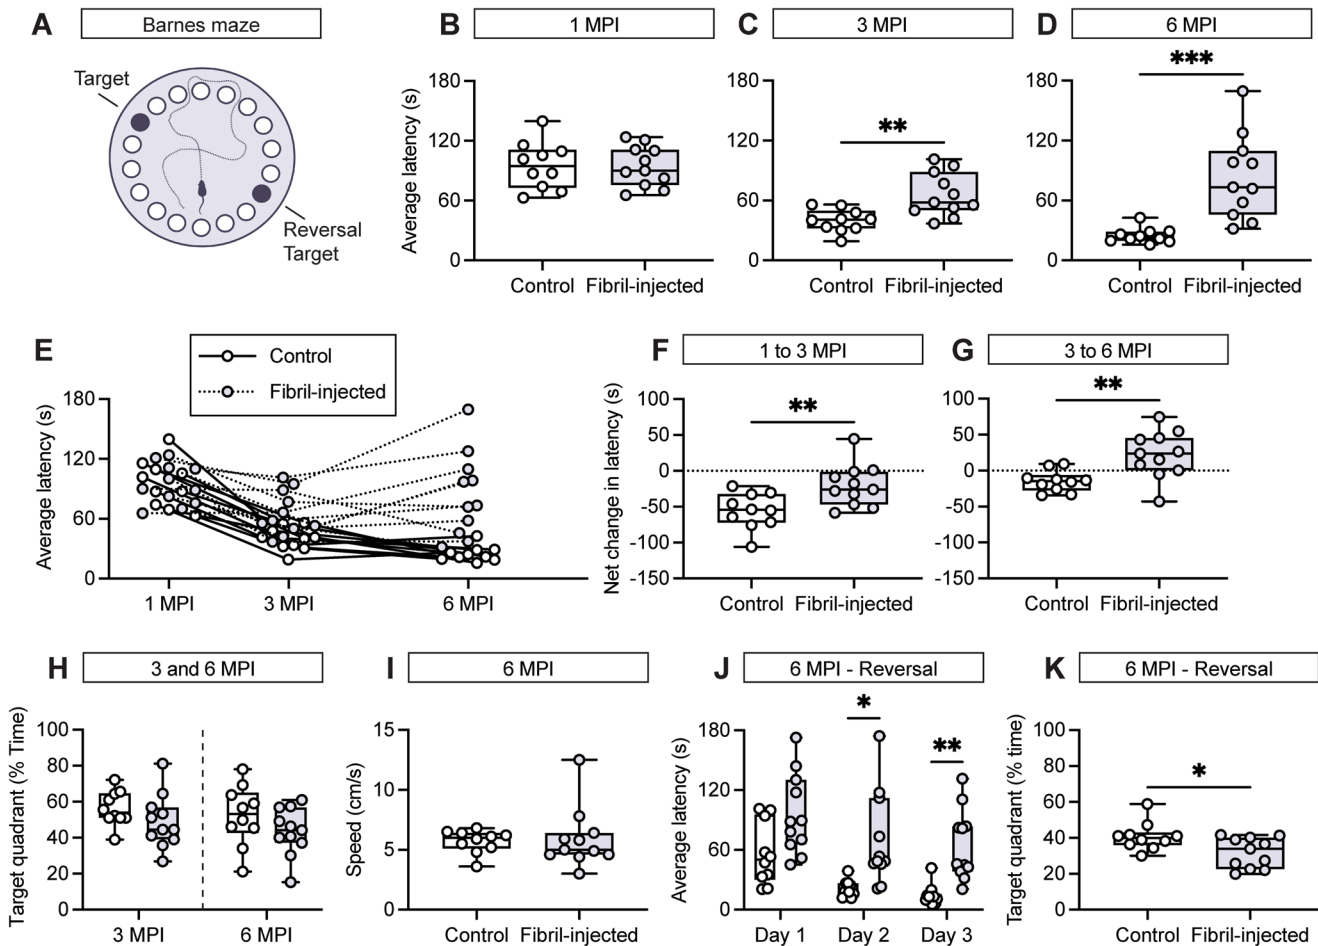 A
Barnes maze
Target
Reversal
Target
B
1 MPI
Average latency (s)
180
120
60
0
Control
Fibril-injected
C
3 MPI
**
180
120
60
0
Control
Fibril-injected
D
6 MPI
***
180
120
60
0
Control
Fibril-injected
E
Control
Fibril-injected
Average latency (s)
180
120
60
0
1 MPI
3 MPI
6 MPI
F
1 to 3 MPI
**
Net change in latency (s)
100
50
0
-50
-100
-150
Control
Fibril-injected
G
3 to 6 MPI
**
100
50
0
-50
-100
-150
Control
Fibril-injected
H
3 and 6 MPI
Target quadrant (% Time)
100
80
60
40
20
0
3 MPI
6 MPI
I
6 MPI
Speed (cm/s)
15
10
5
0
Control
Fibril-injected
J
6 MPI - Reversal
*
**
Average latency (s)
180
120
60
0
Day 1
Day 2
Day 3
K
6 MPI - Reversal
*
Target quadrant (% time)
100
80
60
40
20
0
Control
Fibril-injected